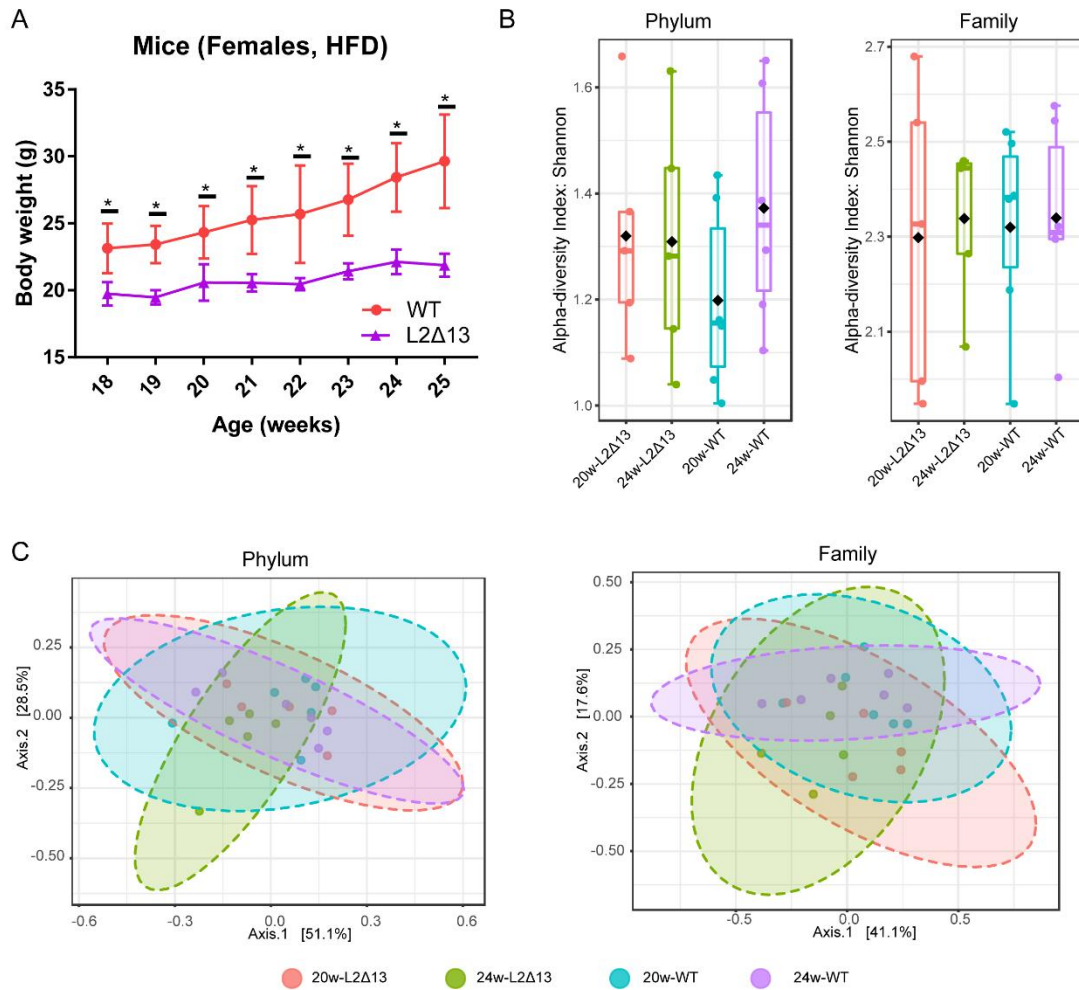 A
Mice (Females, HFD)
Body weight (g)
35
30
25
20
15
* * * * * * * *
WT
L2Δ13
18 19 20 21 22 23 24 25
Age (weeks)
B
Phylum
Alpha-diversity Index: Shannon
1.6
1.4
1.2
1.0
20w-L2Δ13 24w-L2Δ13 20w-WT 24w-WT
Family
Alpha-diversity Index: Shannon
2.7
2.5
2.3
2.1
20w-L2Δ13 24w-L2Δ13 20w-WT 24w-WT
C
Phylum
Axis.2 [28.5%]
0.25
0.00
-0.25
-0.50
-0.6 -0.3 0.0 0.3 0.6
Axis.1 [51.1%]
Family
Axis.2 [17.6%]
0.50
0.25
0.00
-0.25
-0.50
-0.5 0.0 0.5
Axis.1 [41.1%]
20w-L2Δ13 24w-L2Δ13 20w-WT 24w-WT